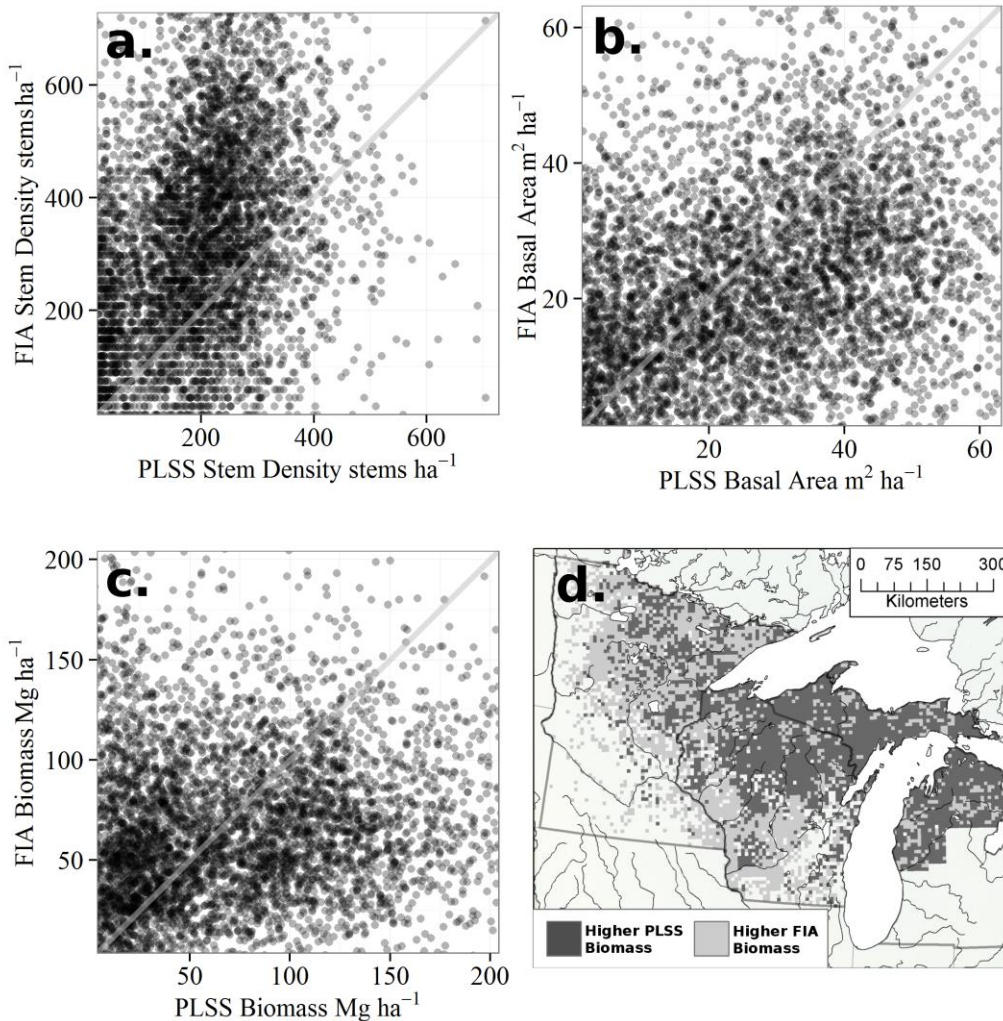 a.
FIA Stem Density stems ha⁻¹
600
400
200
200 400 600
PLSS Stem Density stems ha⁻¹
b.
FIA Basal Area m² ha⁻¹
60
40
20
20 40 60
PLSS Basal Area m² ha⁻¹
c.
FIA Biomass Mg ha⁻¹
200
150
100
50
50 100 150 200
PLSS Biomass Mg ha⁻¹
d.
0 75 150 300
Kilometers
Higher PLSS
Biomass
Higher FIA
Biomass